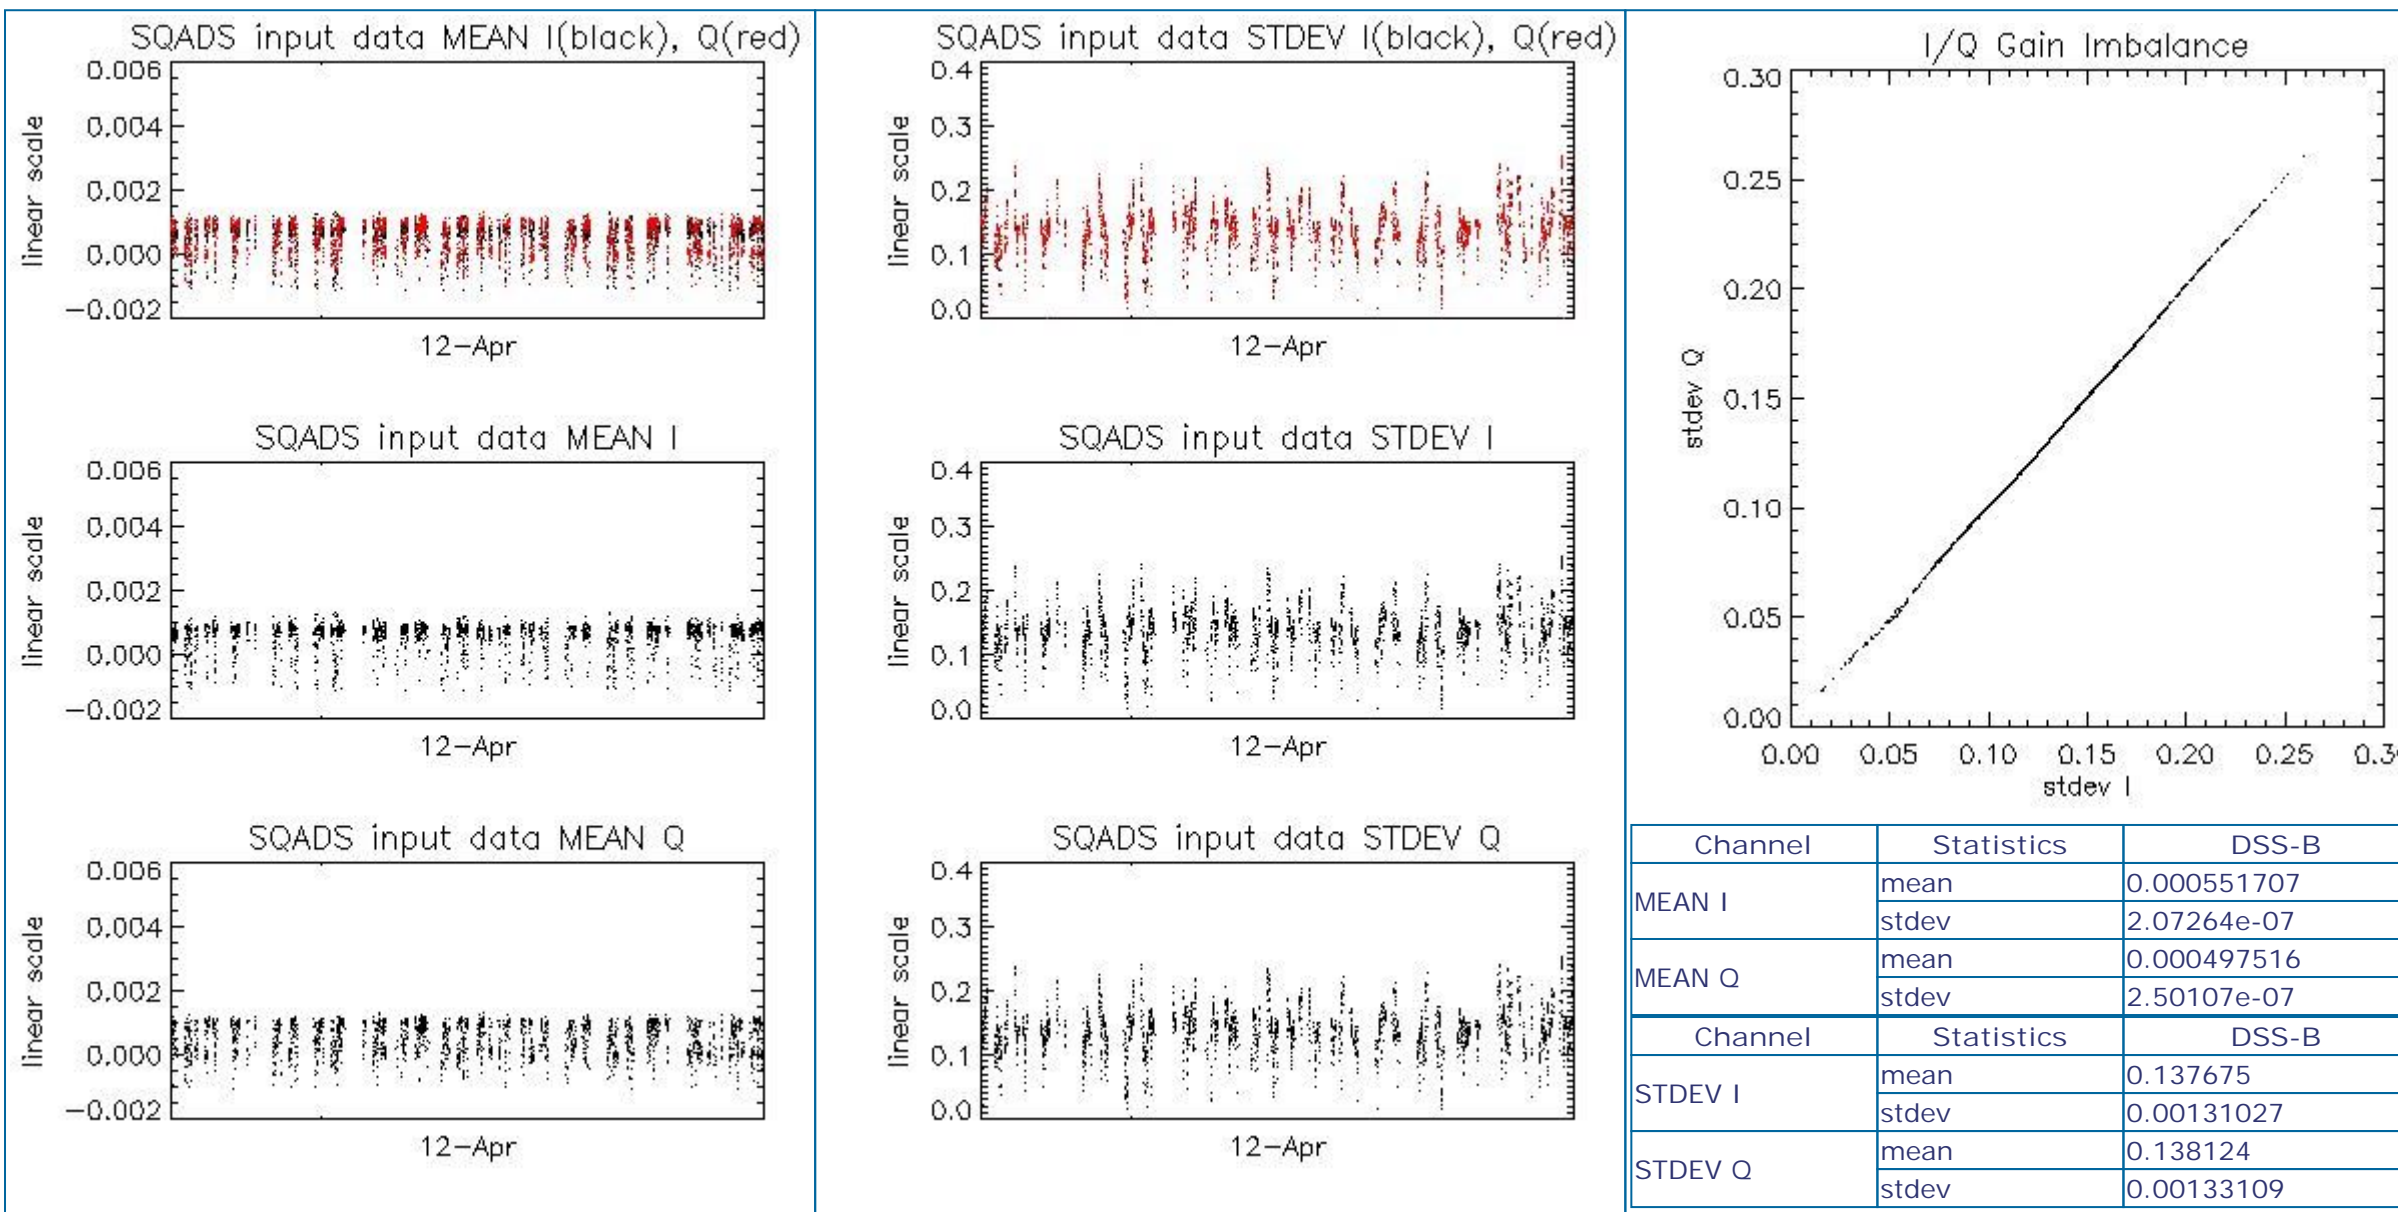 SQADS input data MEAN I(black), Q(red)
0.006
0.004
0.002
0.000
-0.002
linear scale
12-Apr
SQADS input data MEAN I
0.006
0.004
0.002
0.000
-0.002
linear scale
12-Apr
SQADS input data MEAN Q
0.006
0.004
0.002
0.000
-0.002
linear scale
12-Apr
SQADS input data STDEV I(black), Q(red)
0.4
0.3
0.2
0.1
0.0
linear scale
12-Apr
SQADS input data STDEV I
0.4
0.3
0.2
0.1
0.0
linear scale
12-Apr
SQADS input data STDEV Q
0.4
0.3
0.2
0.1
0.0
linear scale
12-Apr
I/Q Gain Imbalance
0.30
0.25
0.20
0.15
0.10
0.05
0.00
stdev Q
0.00 0.05 0.10 0.15 0.20 0.25
stdev I
Channel Statistics DSS-B
MEAN I mean 0.000551707
stdev 2.07264e-07
MEAN Q mean 0.000497516
stdev 2.50107e-07
Channel Statistics DSS-B
STDEV I mean 0.137675
stdev 0.00131027
STDEV Q mean 0.138124
stdev 0.00133109